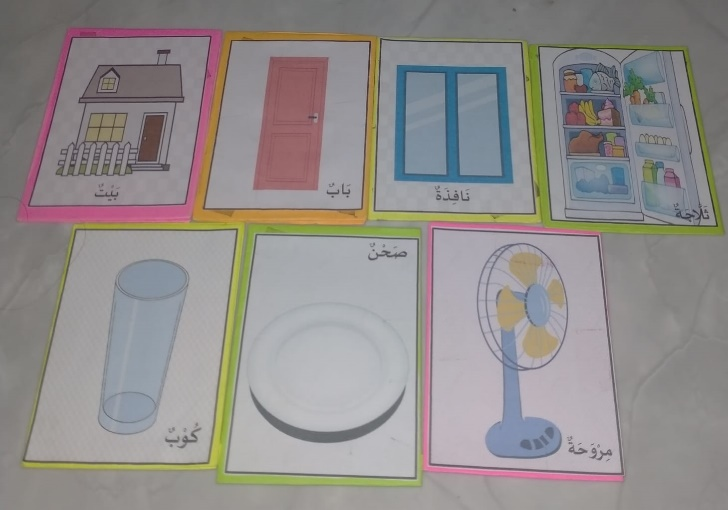 بَيْتٌ
بَابٌ
نَافِذَةٌ
ثَلَّاجَةٌ
كُوْبٌ
صَحْنٌ
مِرْوَحَةٌ